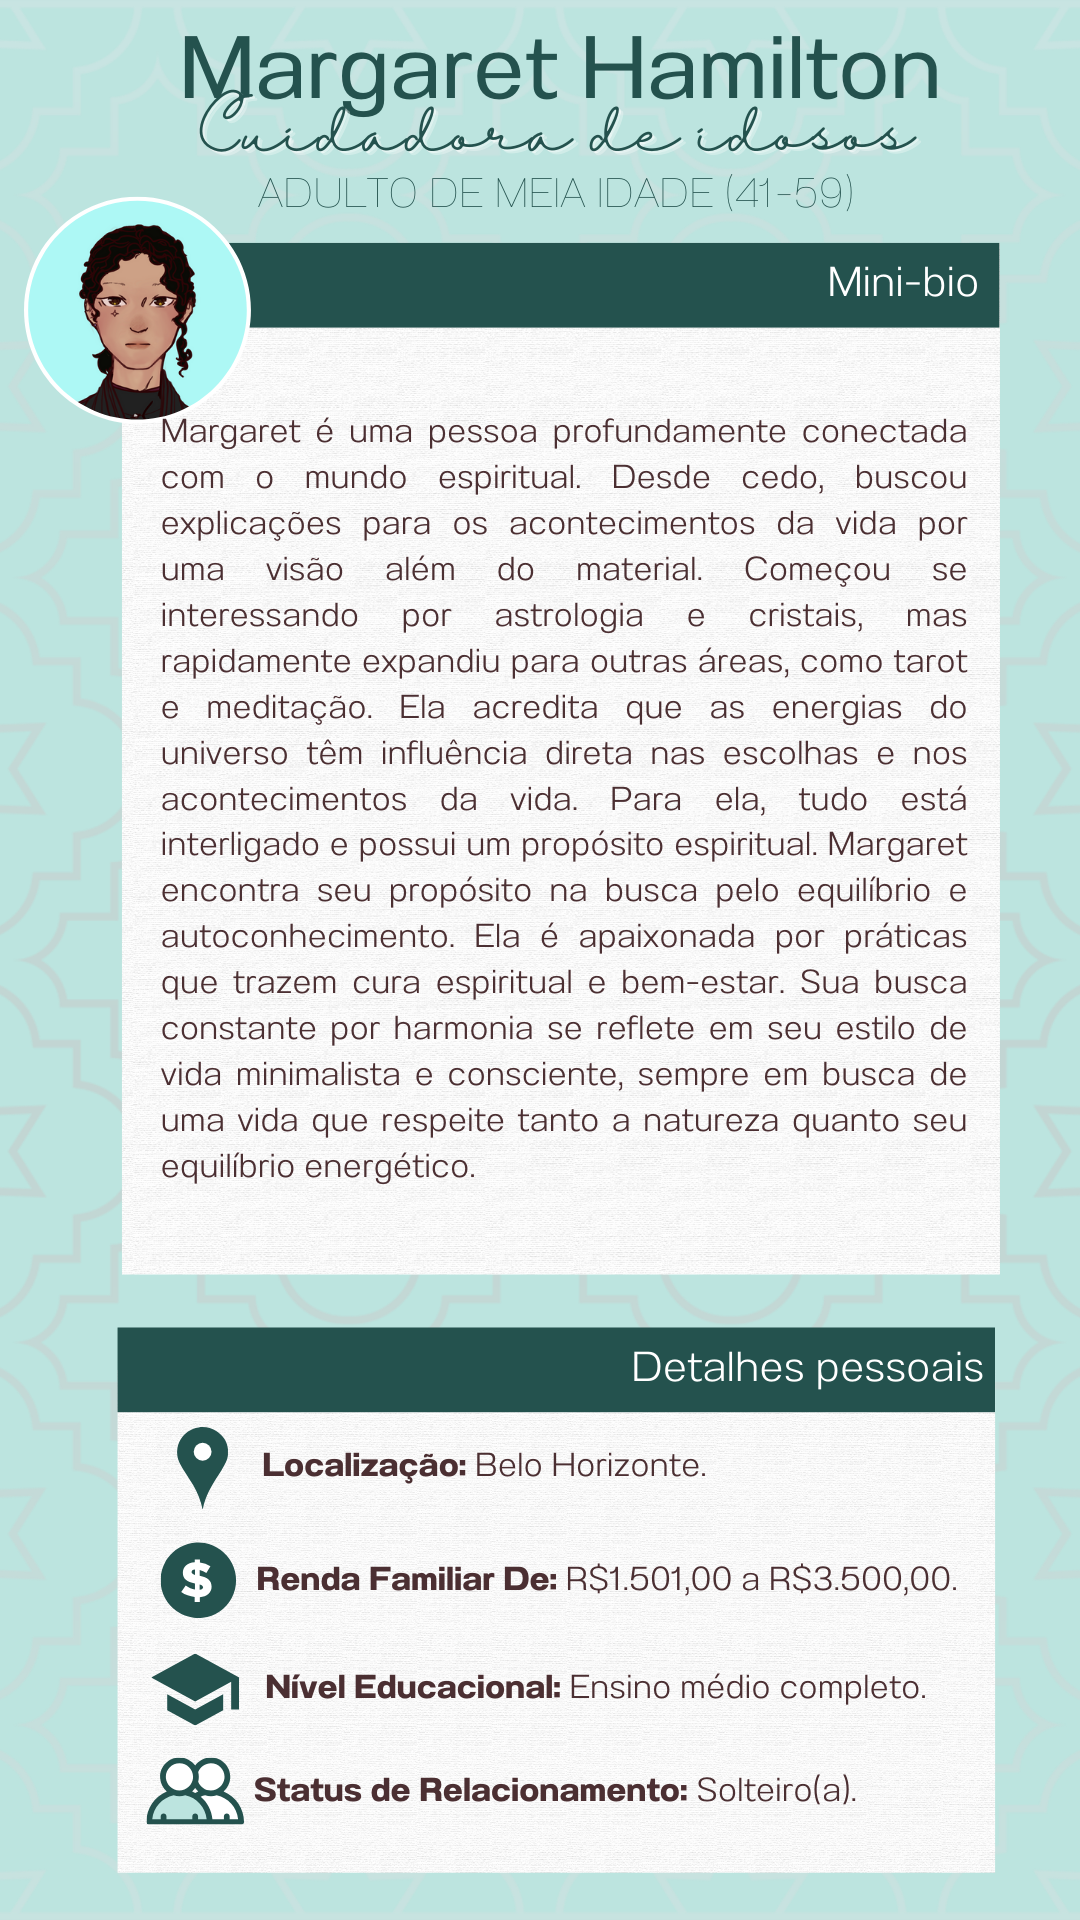 Margaret Hamilton
Cuidadora de idosos
ADULTO DE MEIA IDADE (41-59)
Mini-bio
Margaret é uma pessoa profundamente conectada
com o mundo espiritual. Desde cedo, buscou
explicações para os acontecimentos da vida por
uma visão além do material. Começou se
interessando por astrologia e cristais, mas
rapidamente expandiu para outras áreas, como tarot
e meditação. Ela acredita que as energias do
universo têm influência direta nas escolhas e nos
acontecimentos da vida. Para ela, tudo está
interligado e possui um propósito espiritual. Margaret
encontra seu propósito na busca pelo equilíbrio e
autoconhecimento. Ela é apaixonada por práticas
que trazem cura espiritual e bem-estar. Sua busca
constante por harmonia se reflete em seu estilo de
vida minimalista e consciente, sempre em busca de
uma vida que respeite tanto a natureza quanto seu
equilíbrio energético.
Detalhes pessoais
Localização: Belo Horizonte.
$
Renda Familiar De: R$1.501,00 a R$3.500,00.
Nível Educacional: Ensino médio completo.
Status de Relacionamento: Solteiro(a).